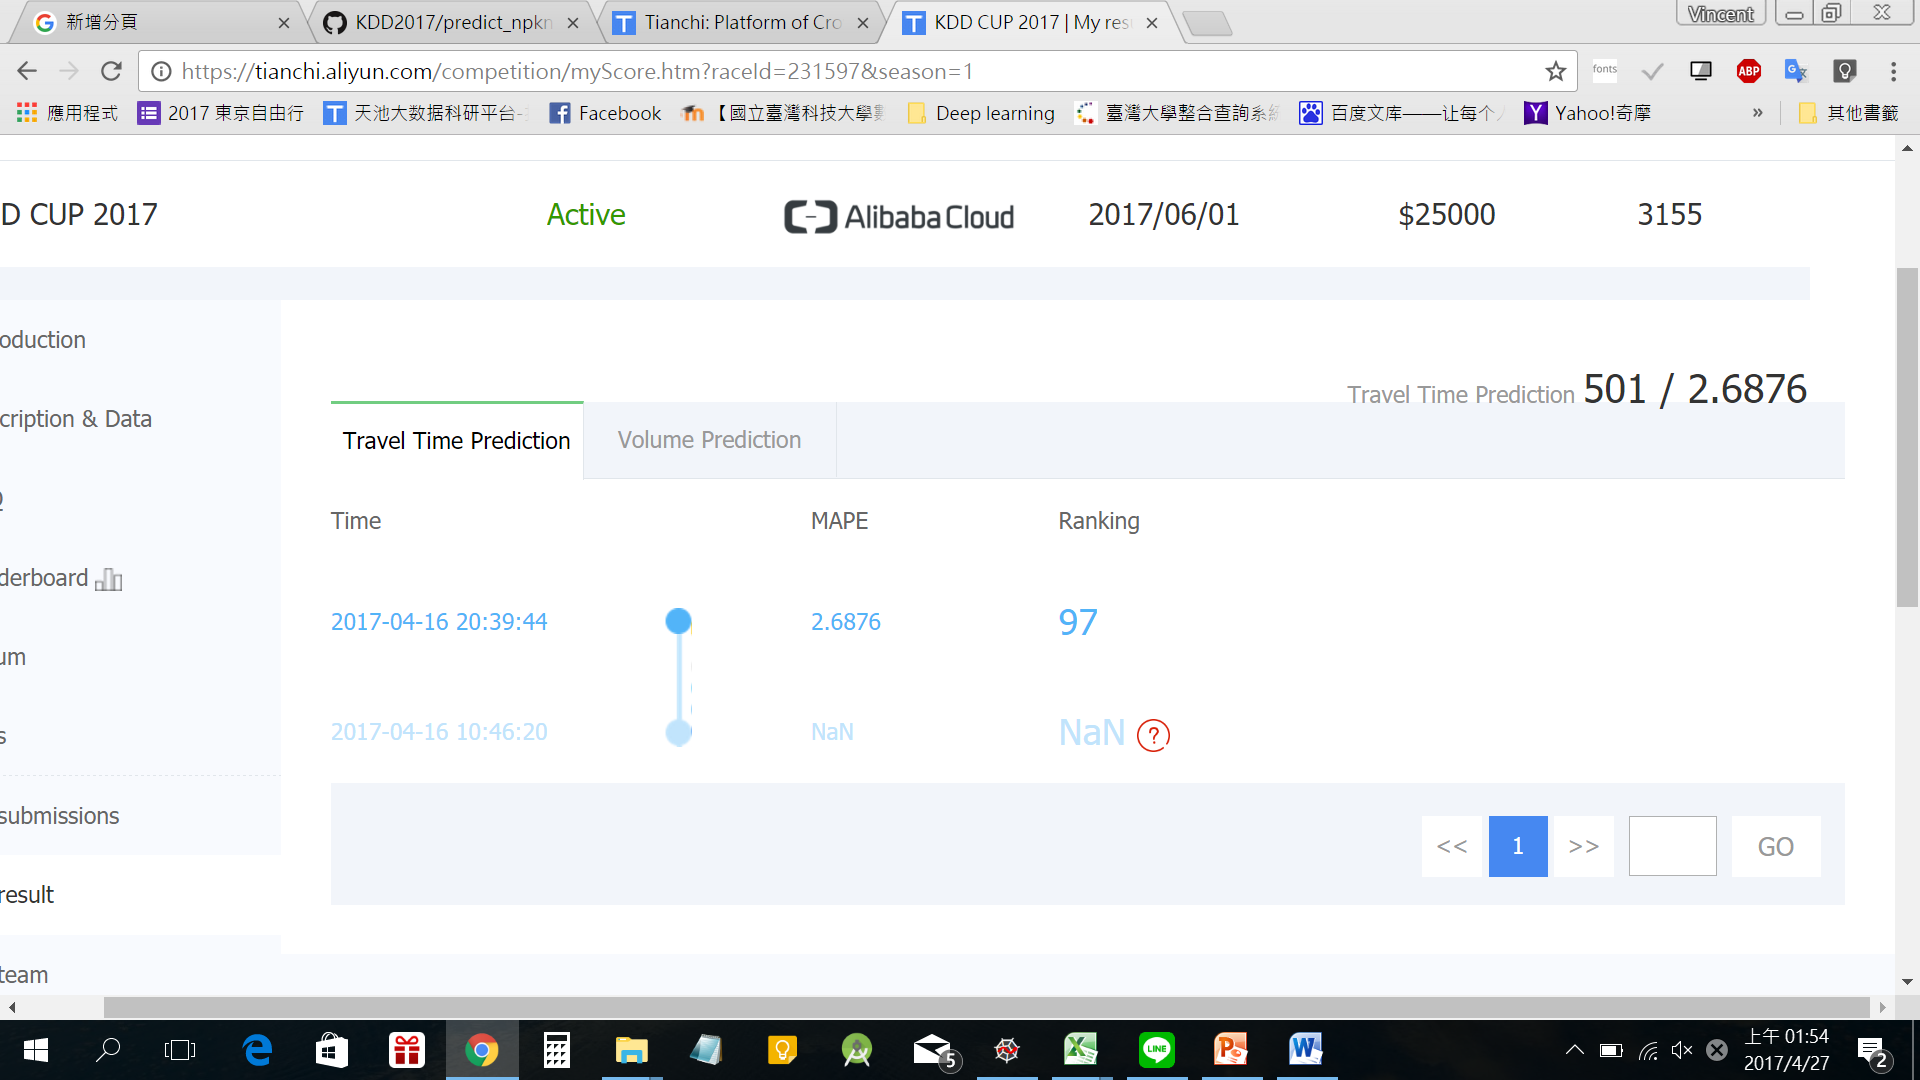 新增分頁
KDD2017/predict_npkn
Tianchi: Platform of Cro
KDD CUP 2017 | My res
Vincent
https://tianchi.aliyun.com/competition/myScore.htm?raceId=231597&season=1
fonts
ABP
應用程式
2017 東京自由行
天池大数据科研平台-
Facebook
【國立臺灣科技大學數
Deep learning
臺灣大學整合查詢系統
百度文库——让每个人
Yahoo!奇摩
»
其他書籤
D CUP 2017
Active
Alibaba Cloud
2017/06/01
$25000
3155
oduction
cription & Data
Q
derboard
um
s
submissions
result
team
Travel Time Prediction 501 / 2.6876
Travel Time Prediction
Volume Prediction
Time MAPE Ranking
2017-04-16 20:39:44 2.6876 97
2017-04-16 10:46:20 NaN NaN ?
<< 1 >> GO
5
LINE
上午 01:54
2017/4/27
2